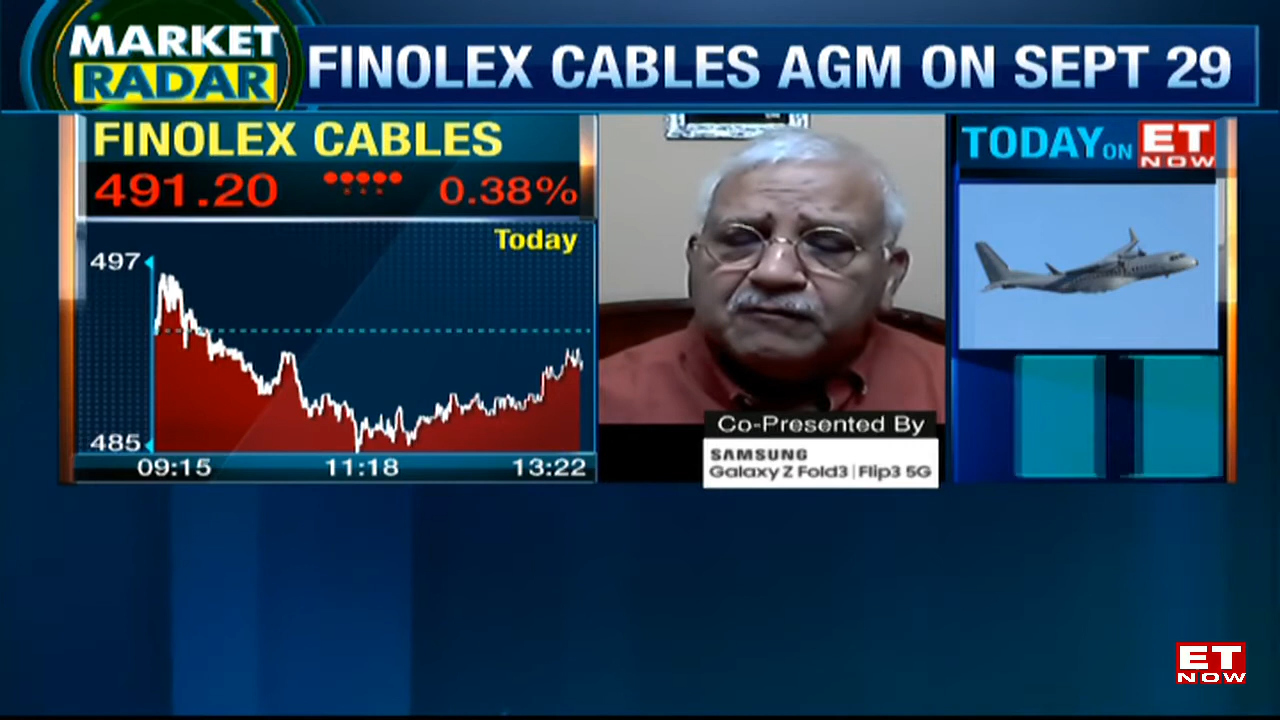 MARKET
RADAR
FINOLEX CABLES AGM ON SEPT 29
FINOLEX CABLES
491.20
0.38%
Today
497
485
09:15
11:18
13:22
TODAY ON ET
NOW
Co-Presented By
SAMSUNG
Galaxy Z Fold3 | Flip3 5G
ET
NOW